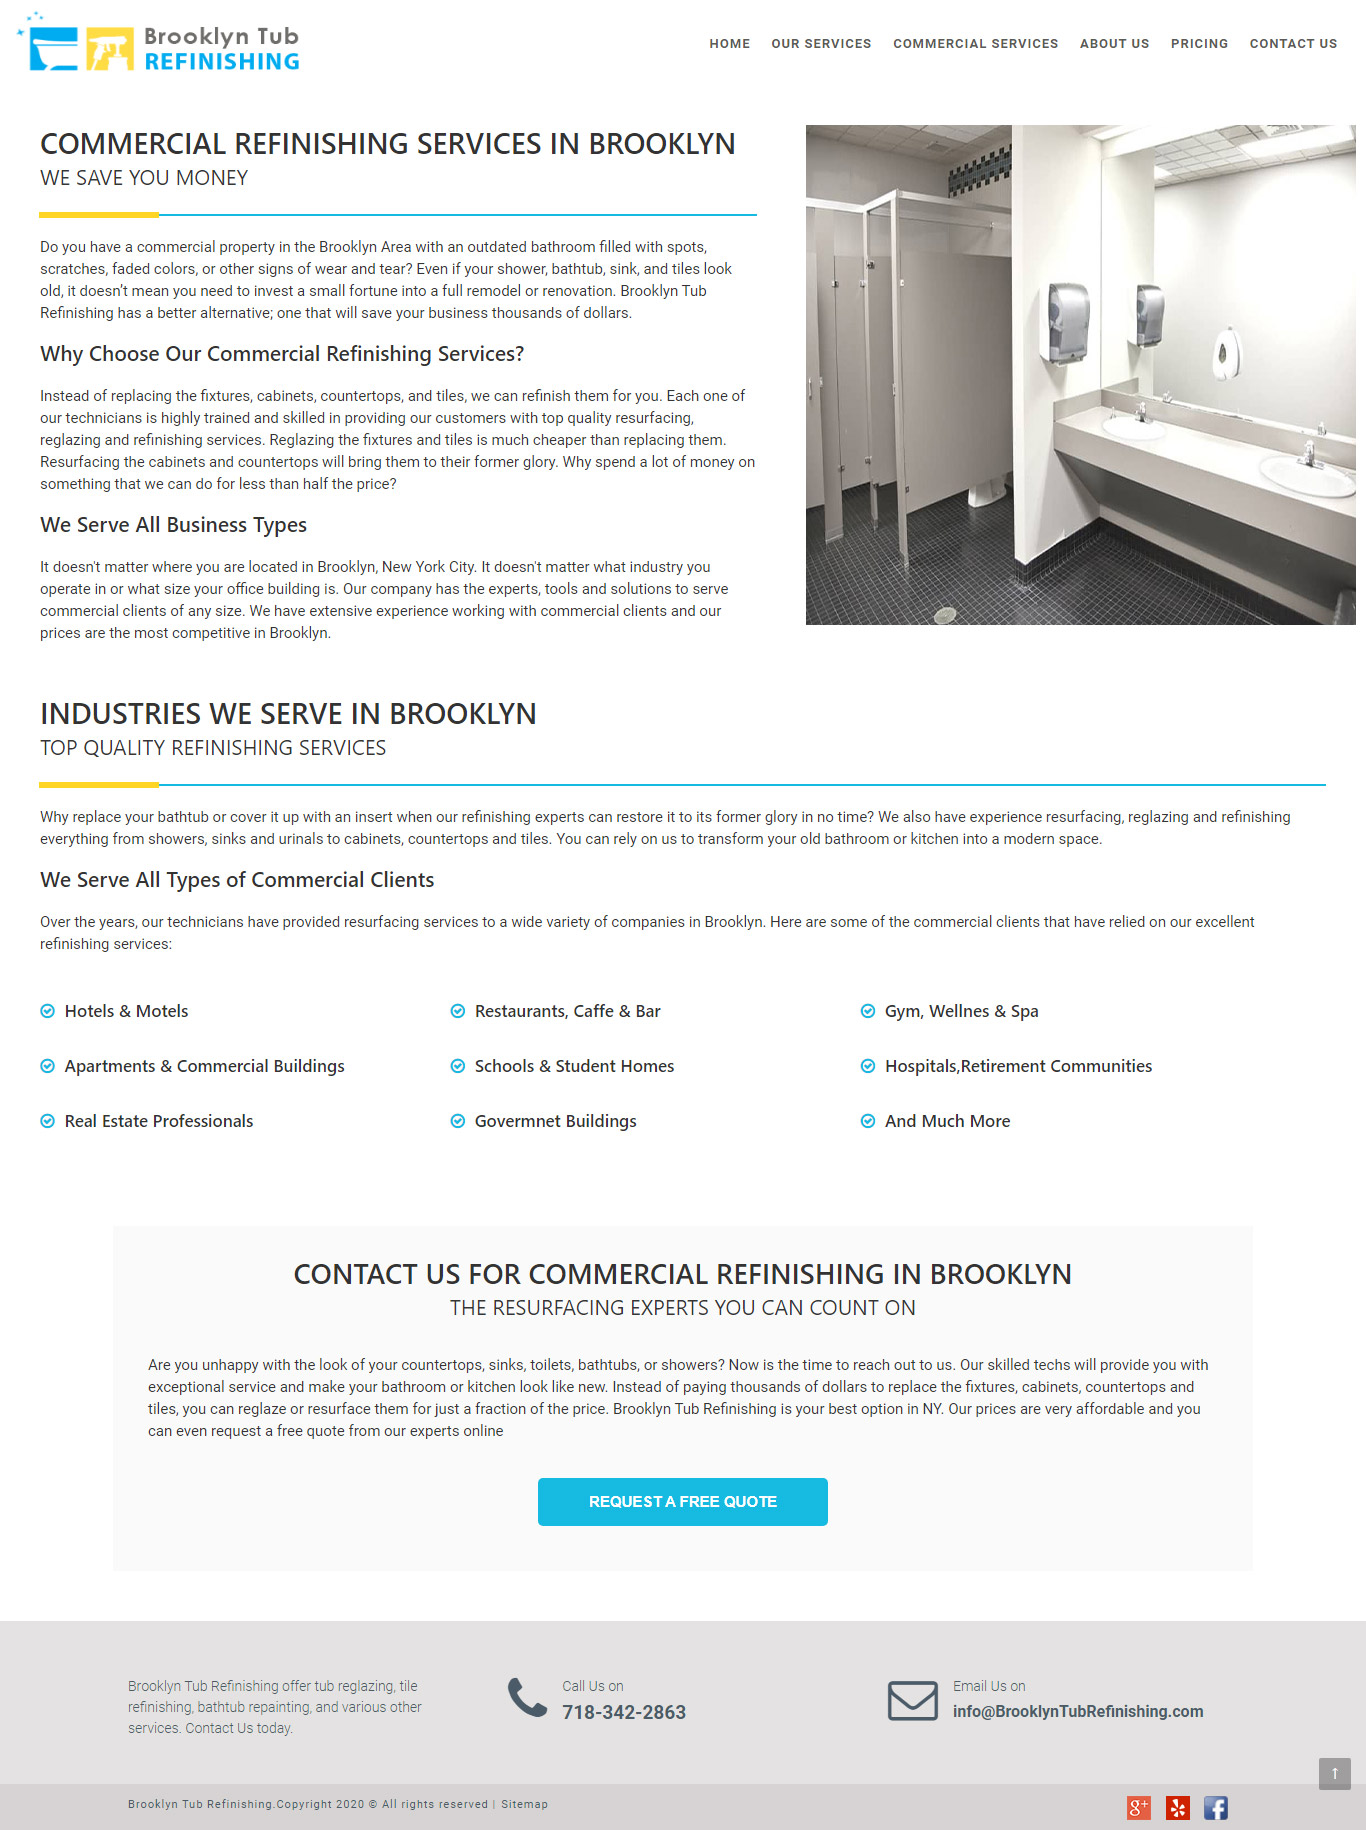 Brooklyn Tub
REFINISHING
HOME OUR SERVICES COMMERCIAL SERVICES ABOUT US PRICING CONTACT US
COMMERCIAL REFINISHING SERVICES IN BROOKLYN
WE SAVE YOU MONEY
Do you have a commercial property in the Brooklyn Area with an outdated bathroom filled with spots,
scratches, faded colors, or other signs of wear and tear? Even if your shower, bathtub, sink, and tiles look
old, it doesn’t mean you need to invest a small fortune into a full remodel or renovation. Brooklyn Tub
Refinishing has a better alternative; one that will save your business thousands of dollars.
Why Choose Our Commercial Refinishing Services?
Instead of replacing the fixtures, cabinets, countertops, and tiles, we can refinish them for you. Each one of
our technicians is highly trained and skilled in providing our customers with top quality resurfacing,
reglazing and refinishing services. Reglazing the fixtures and tiles is much cheaper than replacing them.
Resurfacing the cabinets and countertops will bring them to their former glory. Why spend a lot of money on
something that we can do for less than half the price?
We Serve All Business Types
It doesn't matter where you are located in Brooklyn, New York City. It doesn't matter what industry you
operate in or what size your office building is. Our company has the experts, tools and solutions to serve
commercial clients of any size. We have extensive experience working with commercial clients and our
prices are the most competitive in Brooklyn.
INDUSTRIES WE SERVE IN BROOKLYN
TOP QUALITY REFINISHING SERVICES
Why replace your bathtub or cover it up with an insert when our refinishing experts can restore it to its former glory in no time? We also have experience resurfacing, reglazing and refinishing
everything from showers, sinks and urinals to cabinets, countertops and tiles. You can rely on us to transform your old bathroom or kitchen into a modern space.
We Serve All Types of Commercial Clients
Over the years, our technicians have provided resurfacing services to a wide variety of companies in Brooklyn. Here are some of the commercial clients that have relied on our excellent
refinishing services:
Hotels & Motels
Restaurants, Caffe & Bar
Gym, Wellnes & Spa
Apartments & Commercial Buildings
Schools & Student Homes
Hospitals,Retirement Communities
Real Estate Professionals
Govermnet Buildings
And Much More
CONTACT US FOR COMMERCIAL REFINISHING IN BROOKLYN
THE RESURFACING EXPERTS YOU CAN COUNT ON
Are you unhappy with the look of your countertops, sinks, toilets, bathtubs, or showers? Now is the time to reach out to us. Our skilled techs will provide you with
exceptional service and make your bathroom or kitchen look like new. Instead of paying thousands of dollars to replace the fixtures, cabinets, countertops and
tiles, you can reglaze or resurface them for just a fraction of the price. Brooklyn Tub Refinishing is your best option in NY. Our prices are very affordable and you
can even request a free quote from our experts online
REQUEST A FREE QUOTE
Brooklyn Tub Refinishing offer tub reglazing, tile
refinishing, bathtub repainting, and various other
services. Contact Us today.
Call Us on
718-342-2863
Email Us on
info@BrooklynTubRefinishing.com
Brooklyn Tub Refinishing.Copyright 2020 © All rights reserved | Sitemap
g+
f